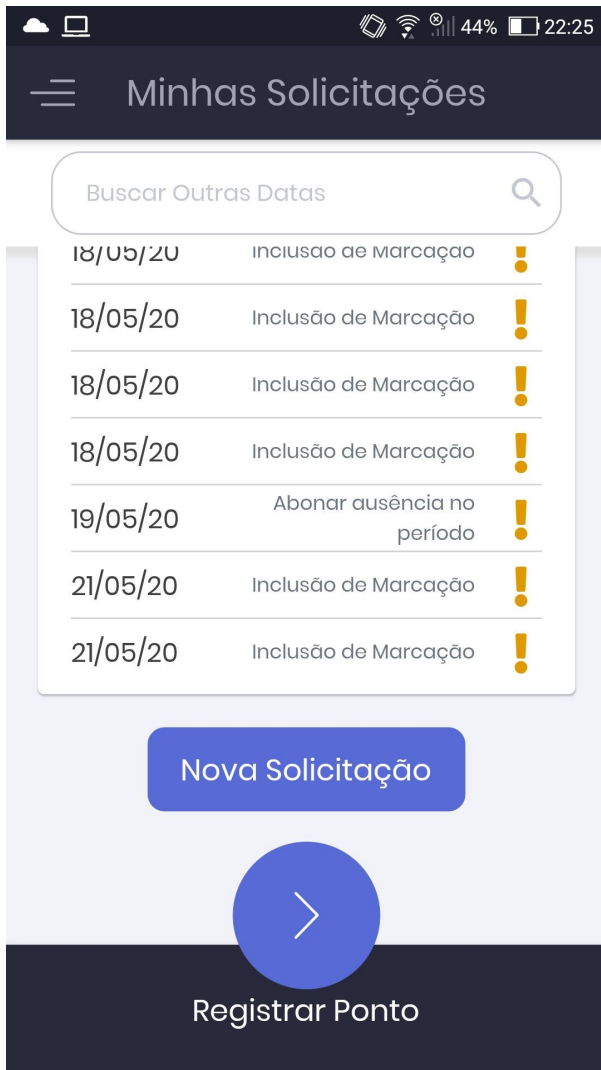 44% 22:25
Minhas Solicitações
Buscar Outras Datas
18/05/20 Inclusão de Marcação
18/05/20 Inclusão de Marcação
18/05/20 Inclusão de Marcação
18/05/20 Inclusão de Marcação
19/05/20 Abonar ausência no
período
21/05/20 Inclusão de Marcação
21/05/20 Inclusão de Marcação
Nova Solicitação
Registrar Ponto